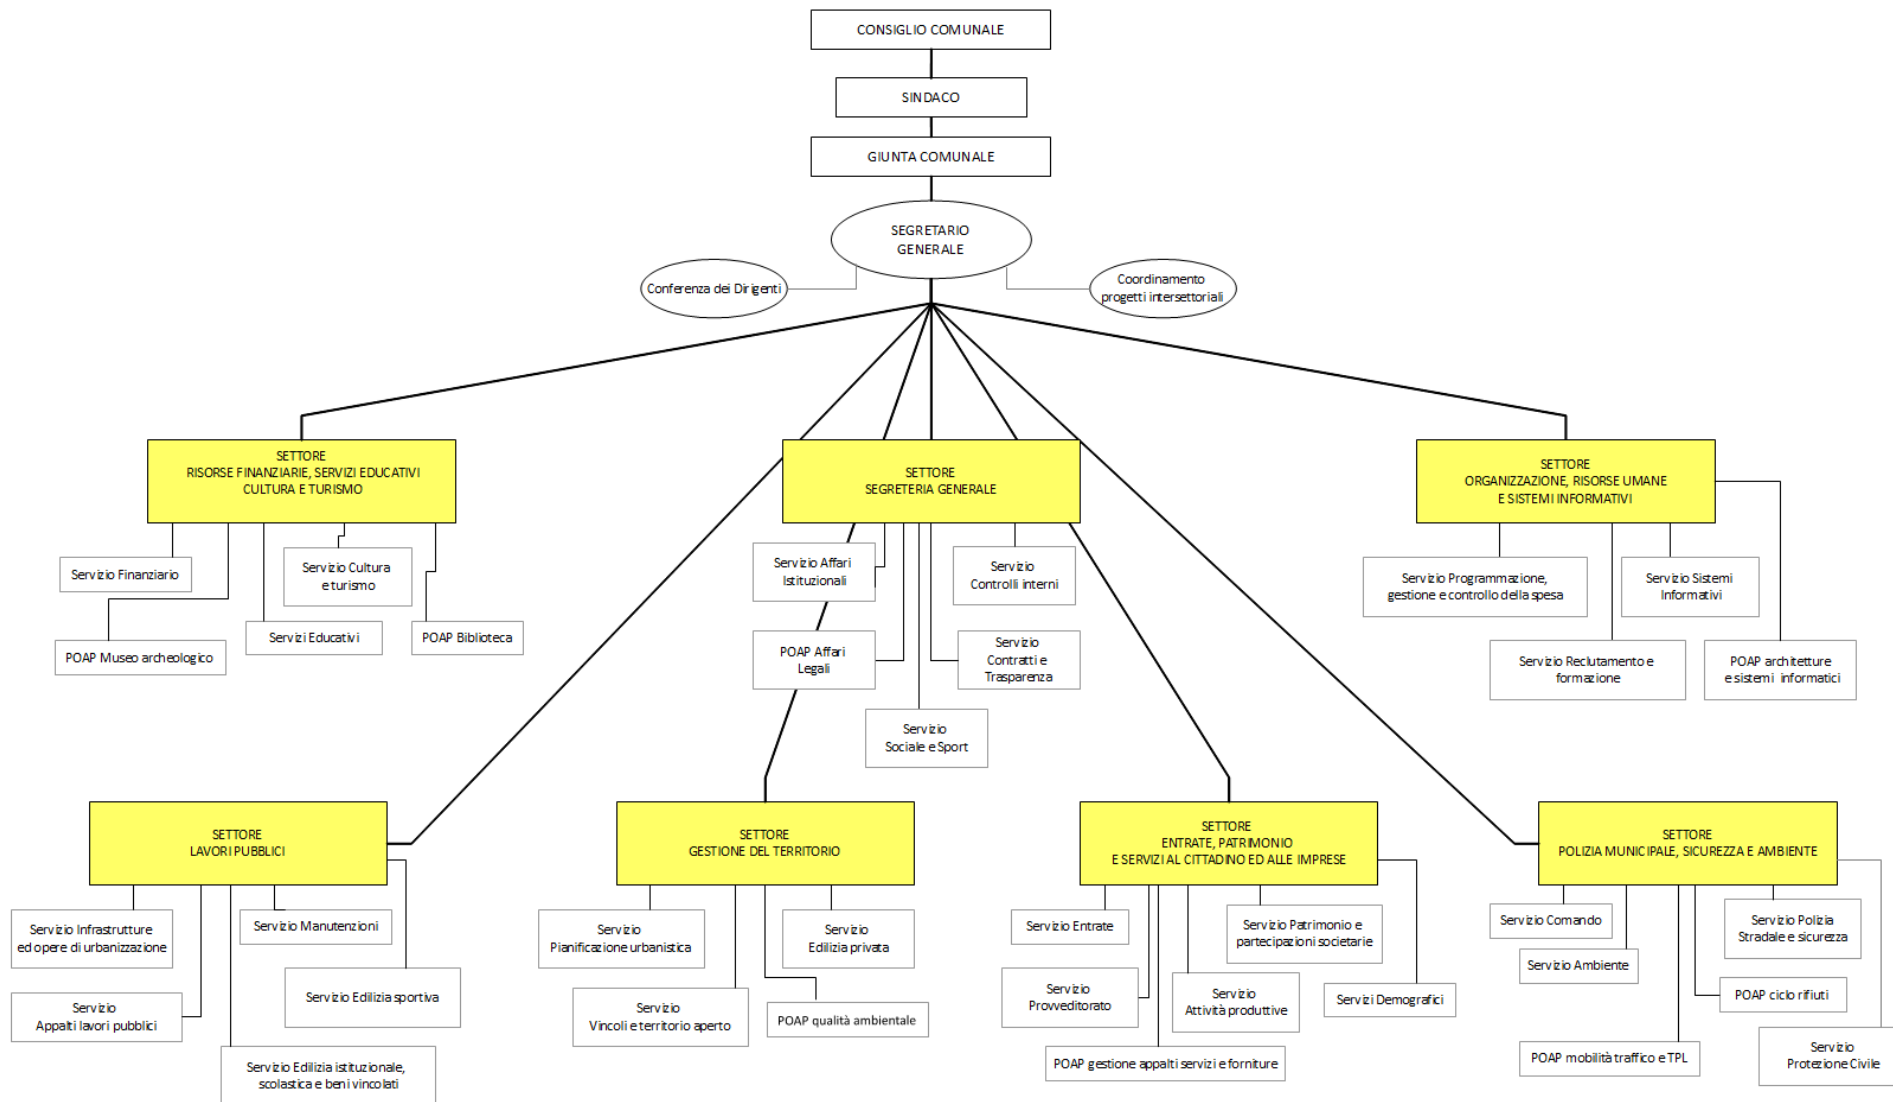 CONSIGLIO COMUNALE
SINDACO
GIUNTA COMUNALE
SEGRETARIO
GENERALE
Conferenza dei Dirigenti
Coordinamento
progetti intersettoriali
SETTORE
RISORSE FINANZIARIE, SERVIZI EDUCATIVI
CULTURA E TURISMO
SETTORE
SEGRETERIA GENERALE
SETTORE
ORGANIZZAZIONE, RISORSE UMANE
E SISTEMI INFORMATIVI
Servizio Finanziario
Servizio Cultura
e turismo
POAP Museo archeologico
Servizi Educativi
POAP Biblioteca
Servizio Affari
Istituzionali
Servizio
Controlli interni
POAP Affari
Legali
Servizio
Contratti e
Trasparenza
Servizio
Sociale e Sport
Servizio Programmazione,
gestione e controllo della spesa
Servizio Sistemi
Informativi
Servizio Reclutamento e
formazione
POAP architetture
e sistemi informatici
SETTORE
LAVORI PUBBLICI
SETTORE
GESTIONE DEL TERRITORIO
SETTORE
ENTRATE, PATRIMONIO
E SERVIZI AL CITTADINO ED ALLE IMPRESE
SETTORE
POLIZIA MUNICIPALE, SICUREZZA E AMBIENTE
Servizio Infrastrutture
ed opere di urbanizzazione
Servizio Manutenzioni
Servizio
Appalti lavori pubblici
Servizio Edilizia sportiva
Servizio Edilizia istituzionale,
scolastica e beni vincolati
Servizio
Pianificazione urbanistica
Servizio
Edilizia privata
Servizio
Vincoli e territorio aperto
POAP qualità ambientale
Servizio Entrate
Servizio Patrimonio e
partecipazioni societarie
Servizio
Provveditorato
Servizio
Attività produttive
Servizi Demografici
POAP gestione appalti servizi e forniture
Servizio Comando
Servizio Polizia
Stradale e sicurezza
Servizio Ambiente
POAP ciclo rifiuti
POAP mobilità traffico e TPL
Servizio
Protezione Civile